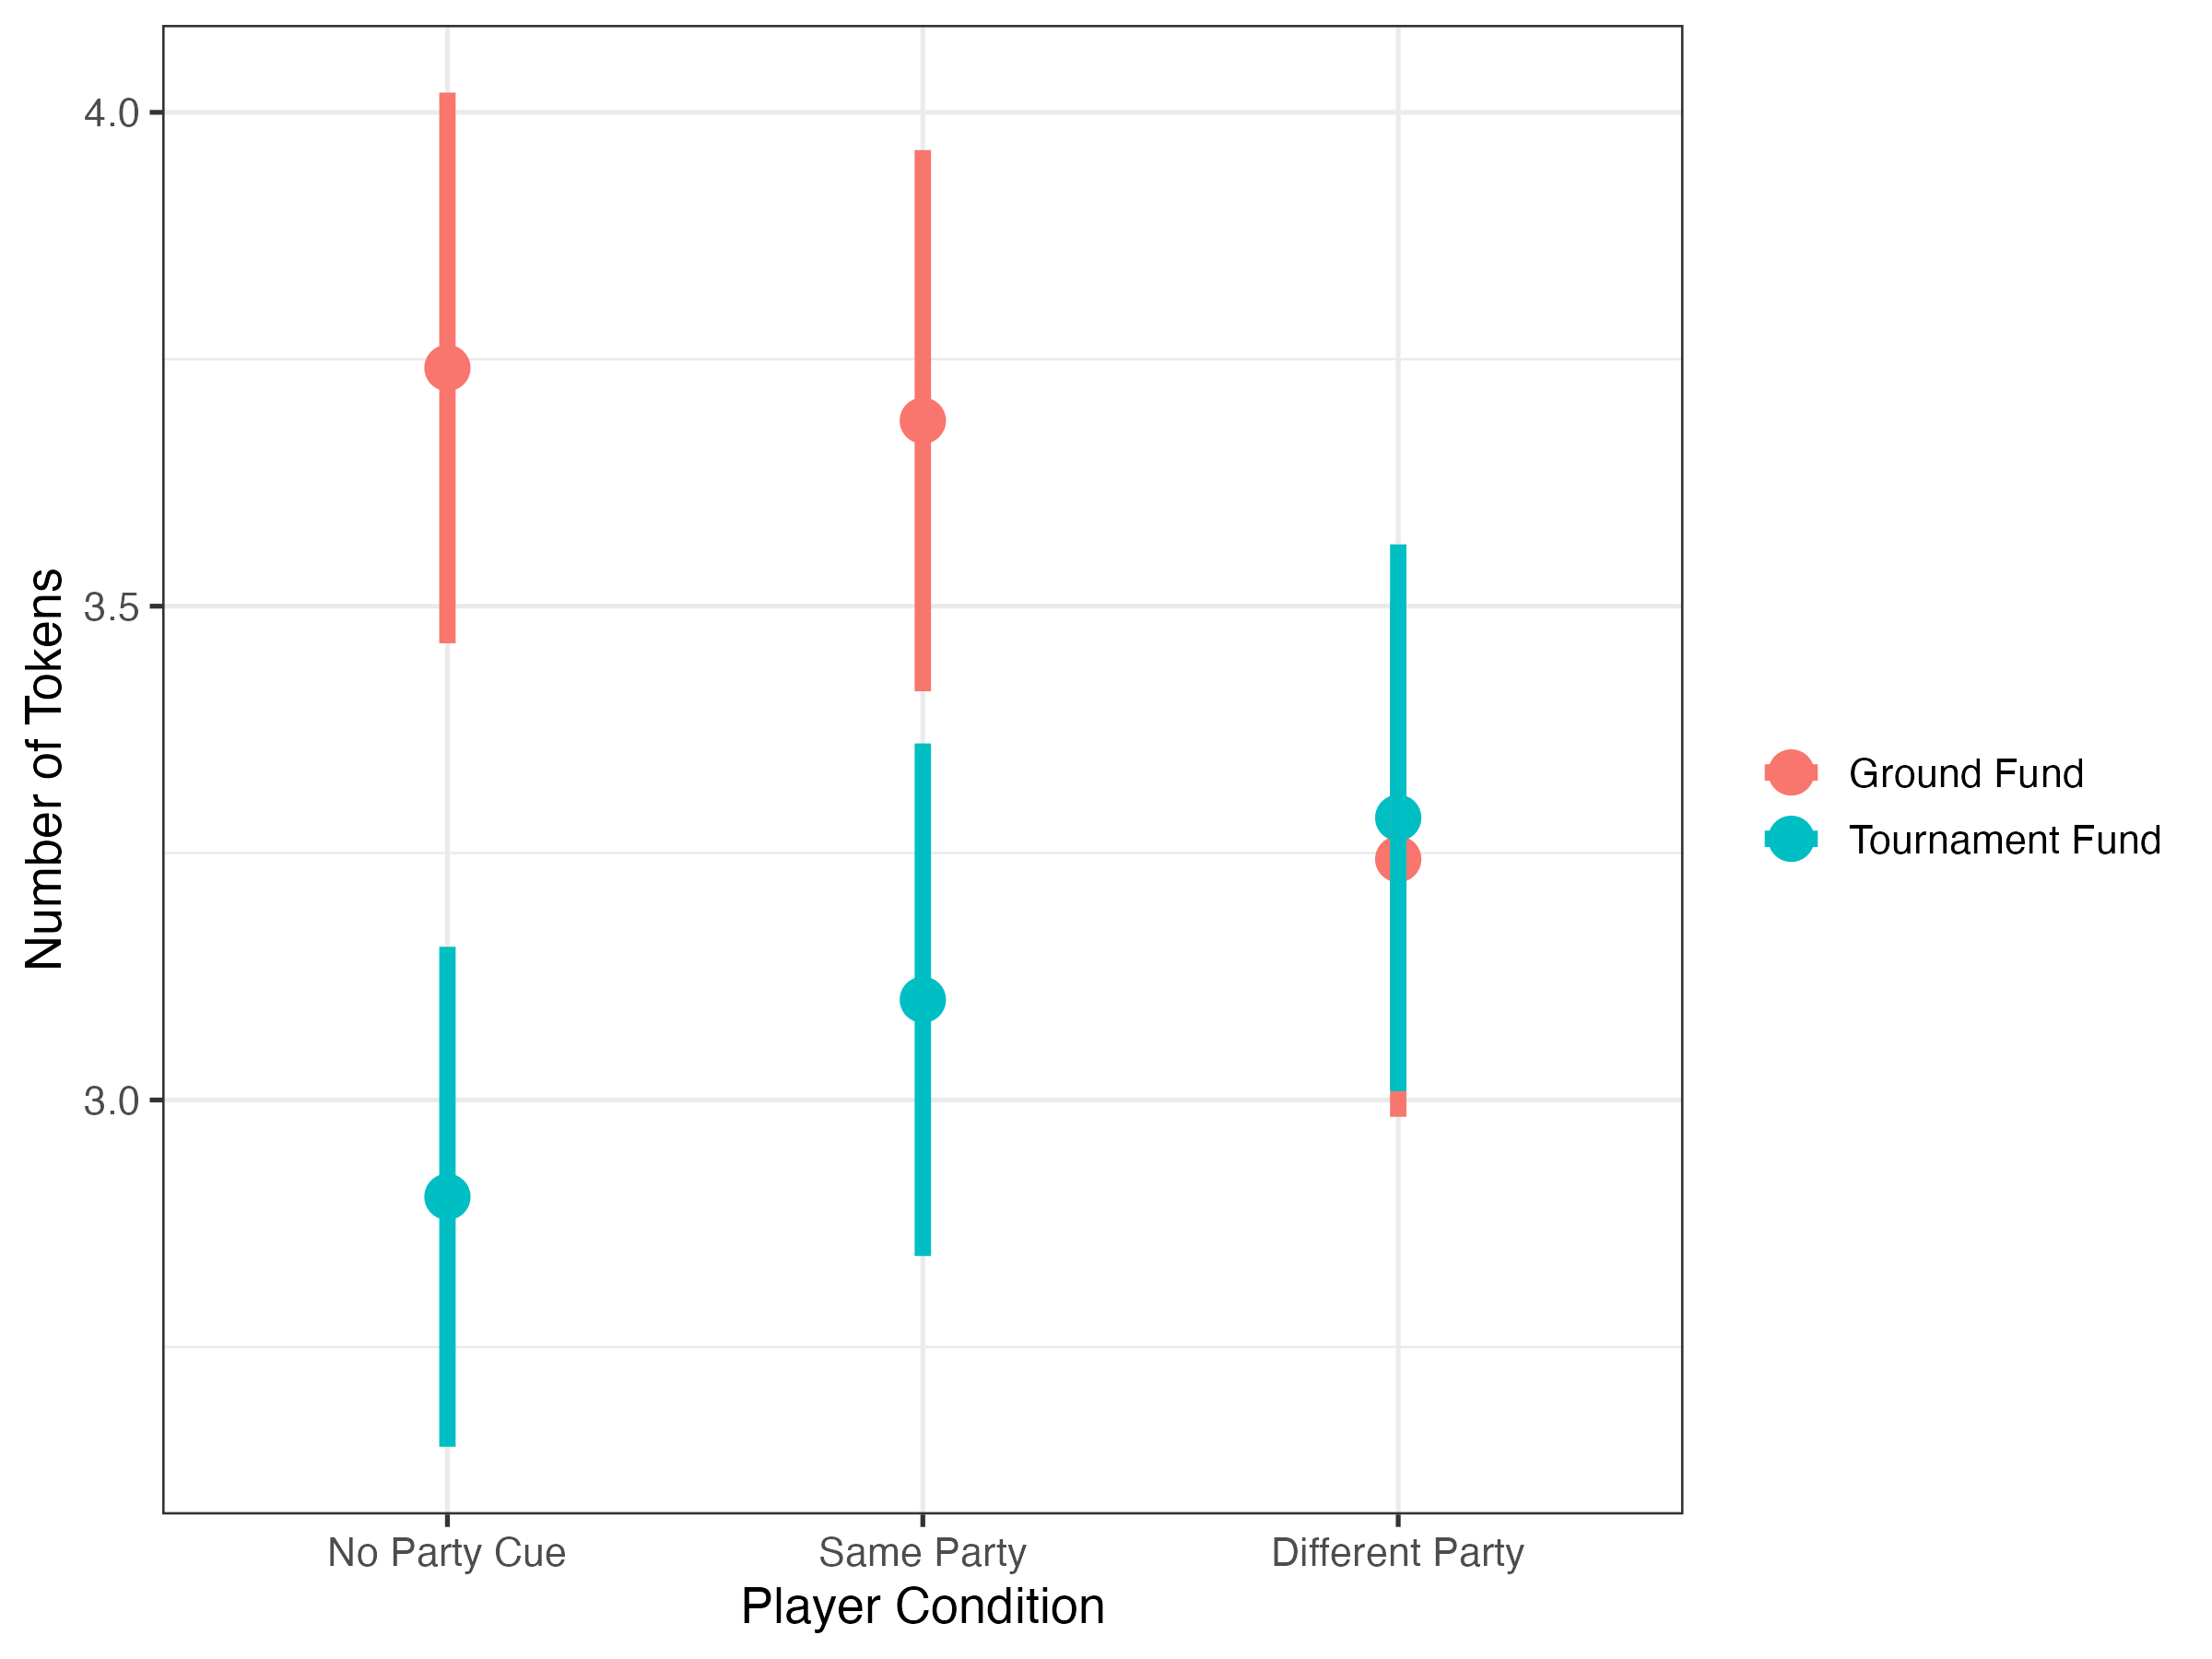 Number of Tokens
4.0
3.5
3.0
No Party Cue
Same Party
Different Party
Player Condition
Ground Fund
Tournament Fund